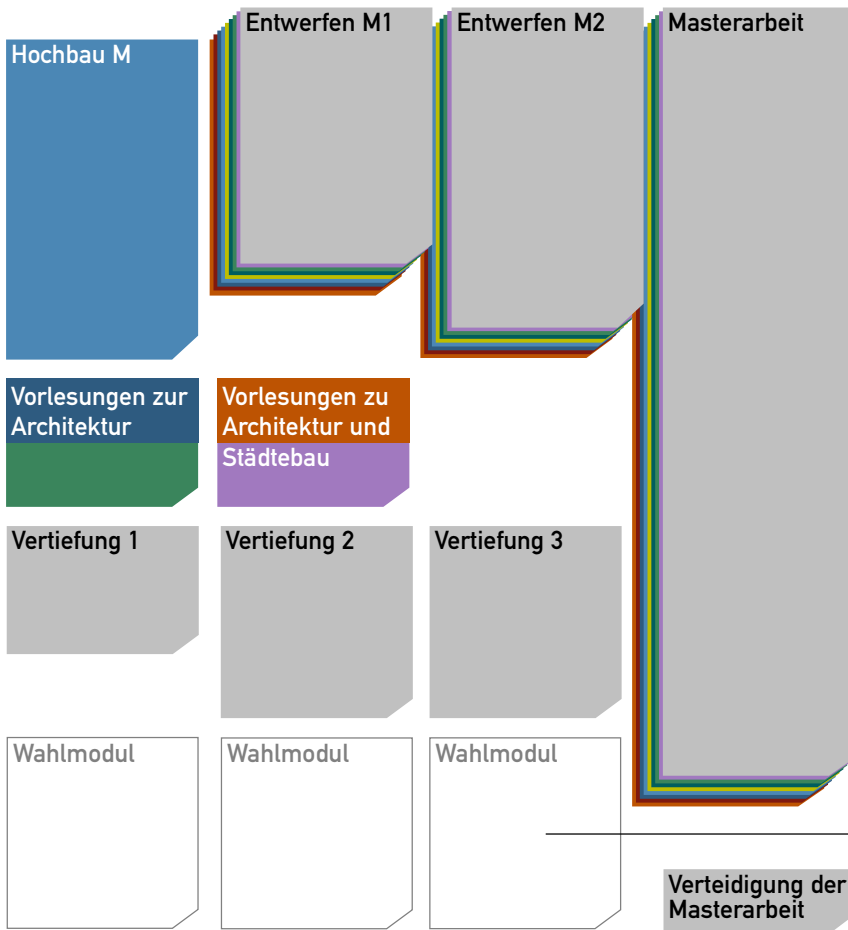 Hochbau M
Entwerfen M1
Entwerfen M2
Masterarbeit
Vorlesungen zur
Architektur
Vorlesungen zu
Architektur und
Städtebau
Vertiefung 1
Vertiefung 2
Vertiefung 3
Wahlmodul
Wahlmodul
Wahlmodul
Verteidigung der
Masterarbeit